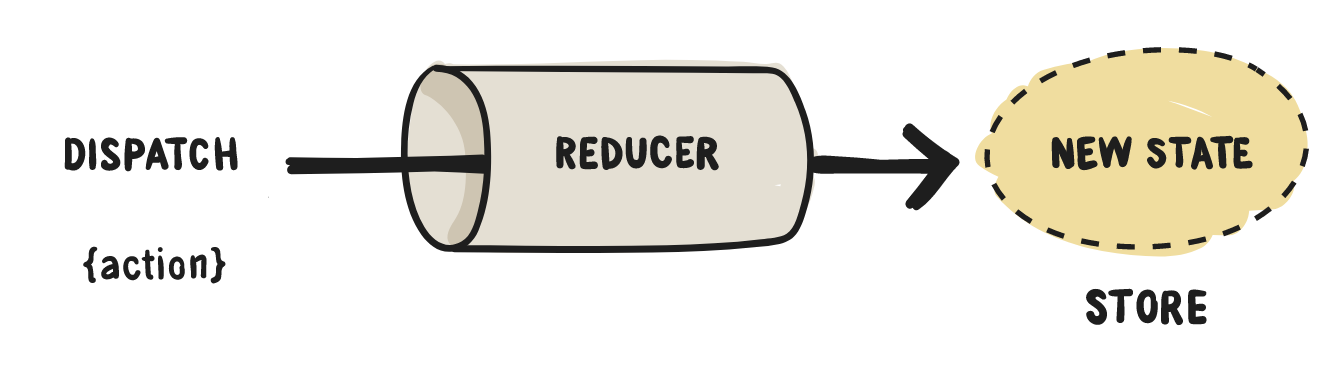 DISPATCH
REDUCER
NEW STATE
{action}
STORE